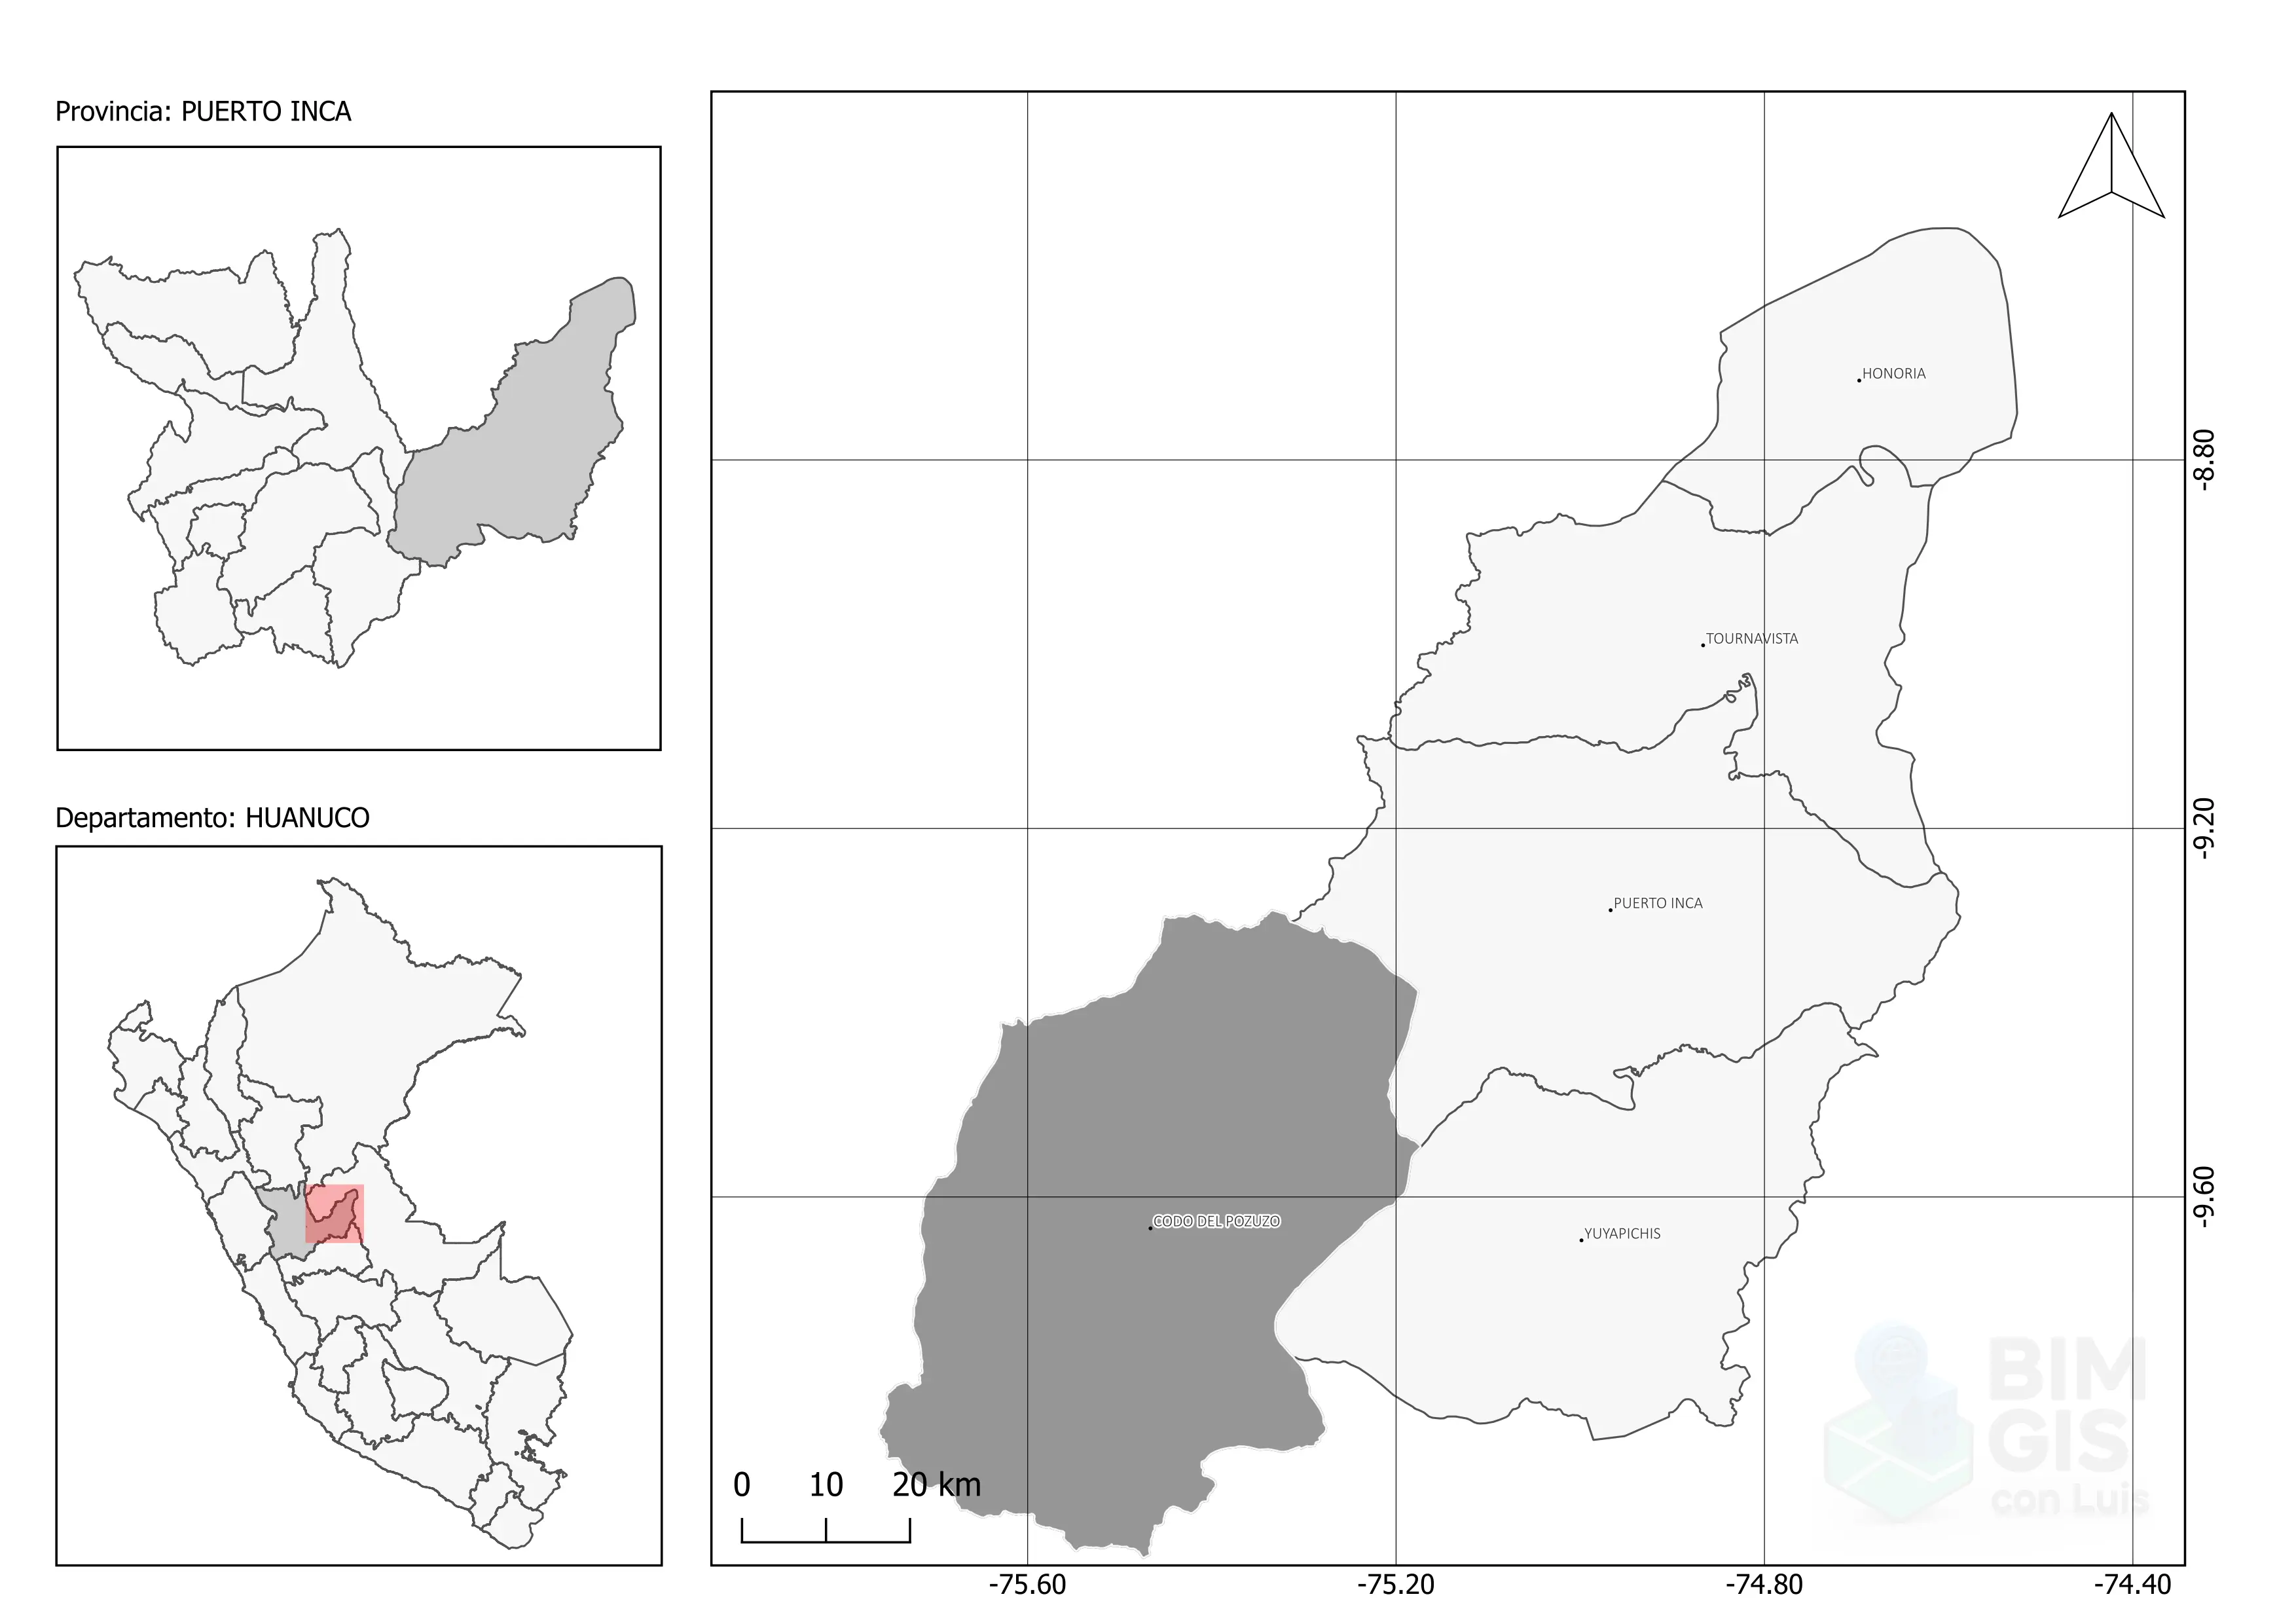 Provincia: PUERTO INCA
Departamento: HUANUCO
HONORIA
TOURNAVISTA
PUERTO INCA
CODO DEL POZUZO
YUYAPICHIS
-8.80
-9.20
-9.60
0 10 20 km
-75.60 -75.20 -74.80 -74.40
BIM
GIS
con Luis